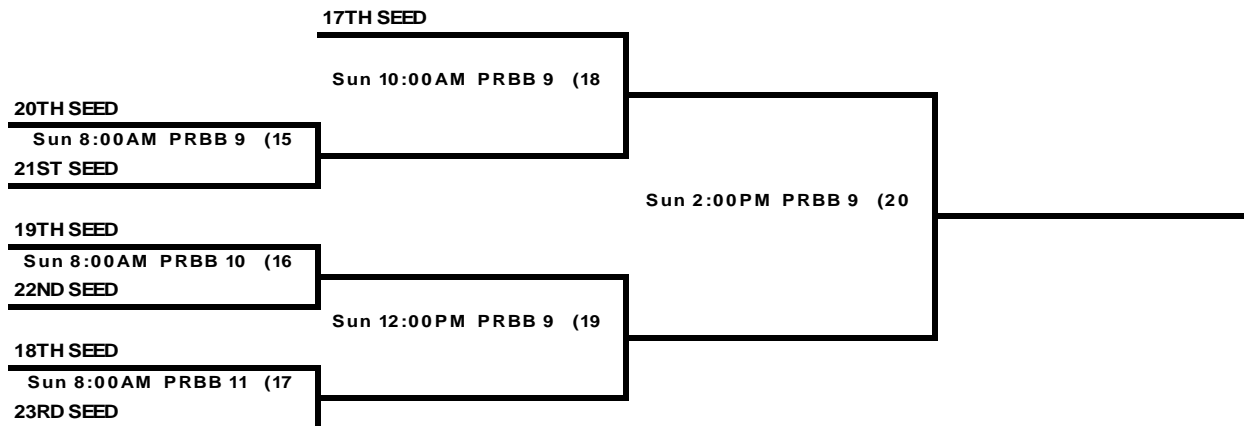 17TH SEED
Sun 10:00AM PRBB 9 (18
20TH SEED
Sun 8:00AM PRBB 9 (15
21ST SEED
Sun 2:00PM PRBB 9 (20
19TH SEED
Sun 8:00AM PRBB 10 (16
22ND SEED
Sun 12:00PM PRBB 9 (19
18TH SEED
Sun 8:00AM PRBB 11 (17
23RD SEED